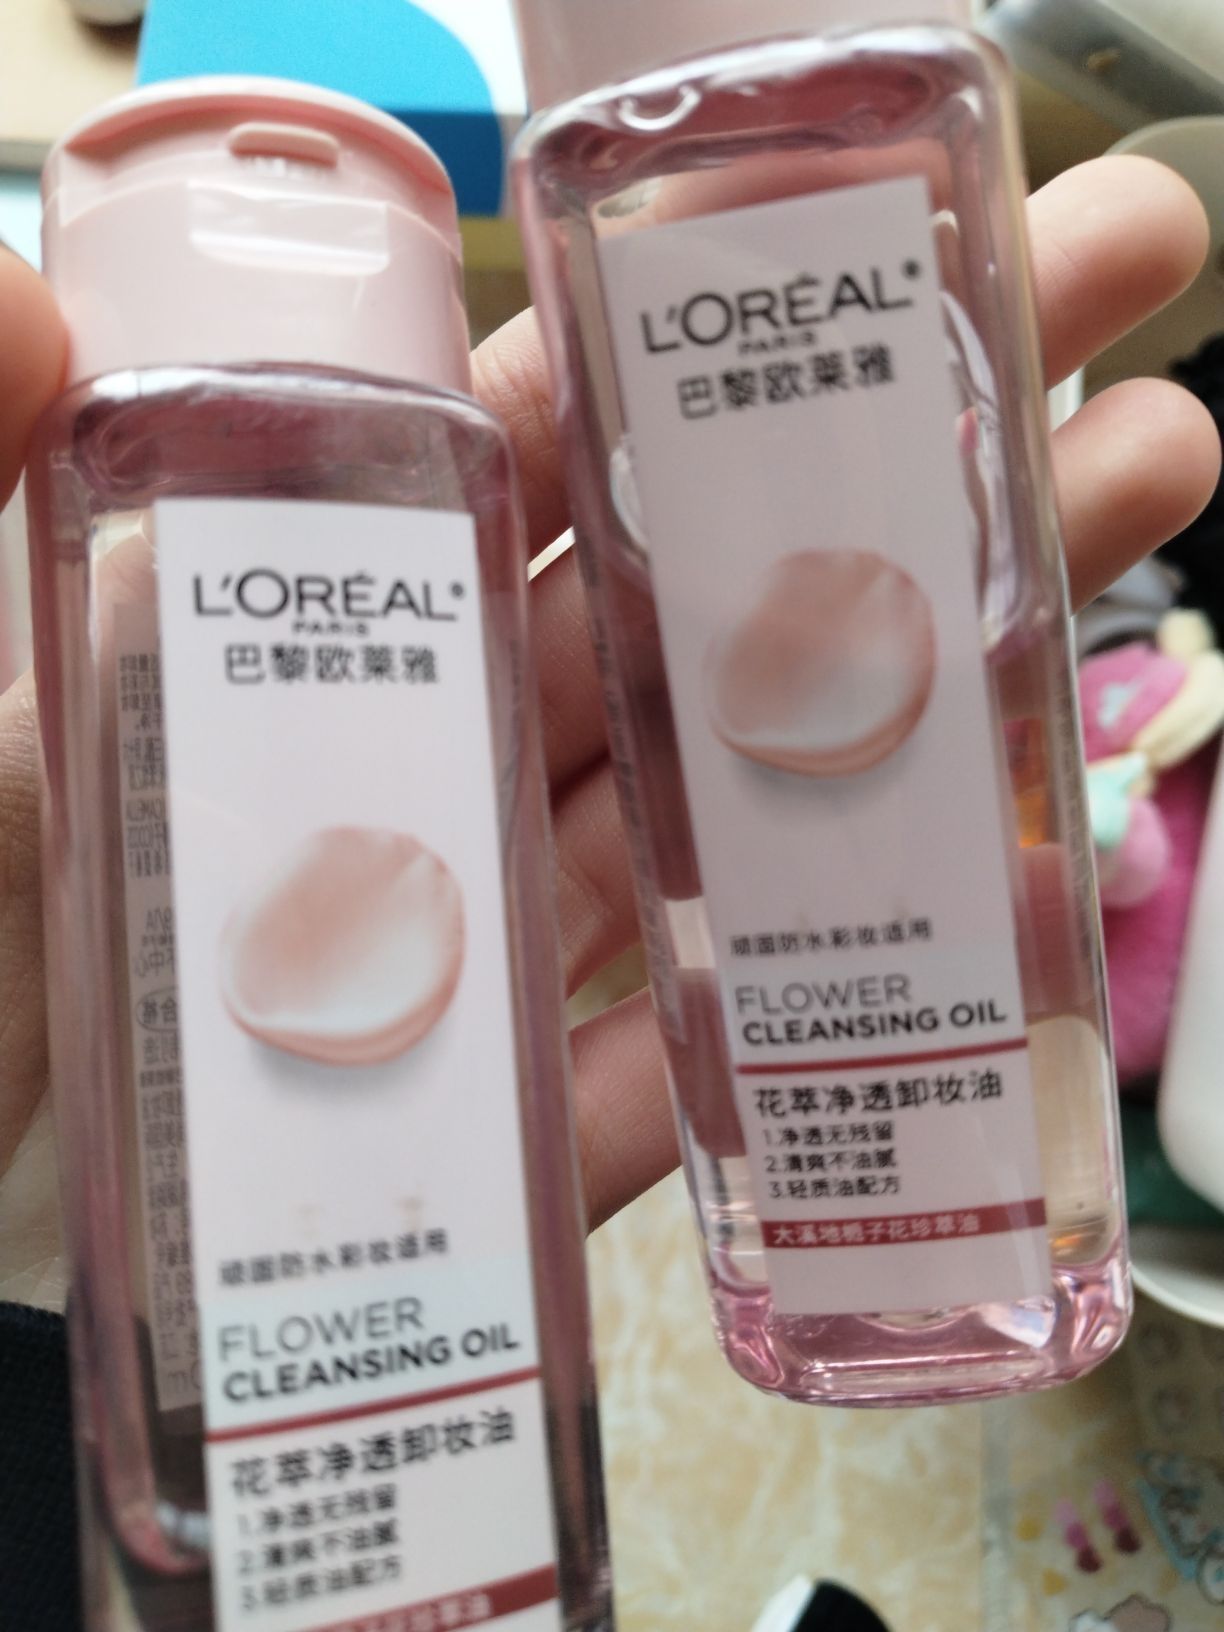 L'ORÉAL®
PARIS
巴黎欧莱雅
顽固防水彩妆适用
FLOWER
CLEANSING OIL
花萃净透卸妆油
1.净透无残留
2.清爽不油腻
3.轻质油配方
L'ORÉAL®
PARIS
巴黎欧莱雅
顽固防水彩妆适用
FLOWER
CLEANSING OIL
花萃净透卸妆油
1.净透无残留
2.清爽不油腻
3.轻质油配方
大溪地栀子花珍萃油